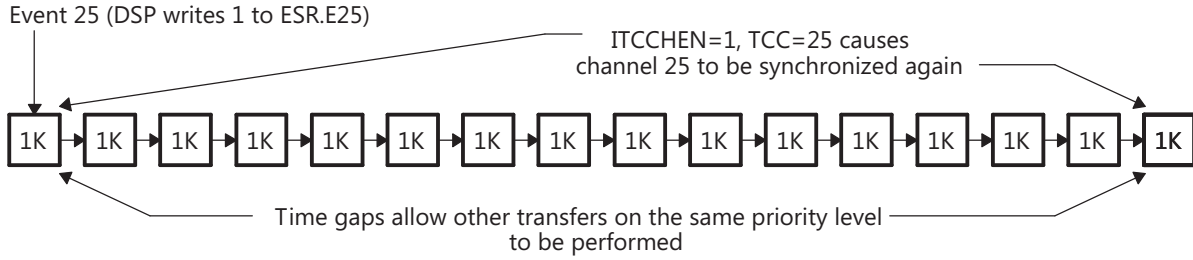 Event 25 (DSP writes 1 to ESR.E25)
ITCCHEN=1, TCC=25 causes
channel 25 to be synchronized again
1K 1K 1K 1K 1K 1K 1K 1K 1K 1K 1K 1K 1K 1K 1K 1K
Time gaps allow other transfers on the same priority level
to be performed